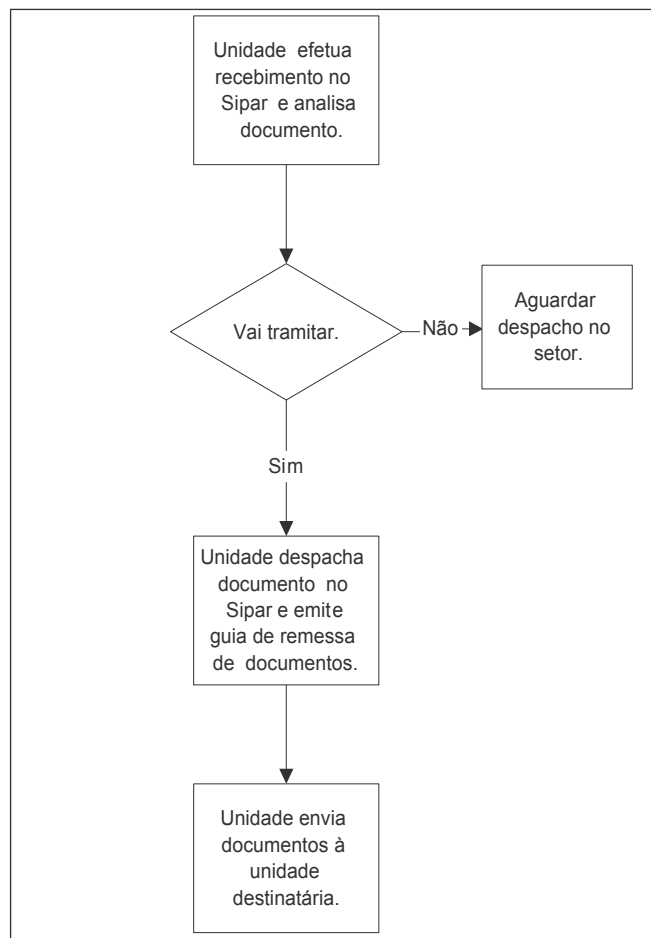 Unidade efetua
recebimento no
Sipar e analisa
documento.
Vai tramitar.
Não
Aguardar
despacho no
setor.
Sim
Unidade despacha
documento no
Sipar e emite
guia de remessa
de documentos.
Unidade envia
documentos à
unidade
destinatária.